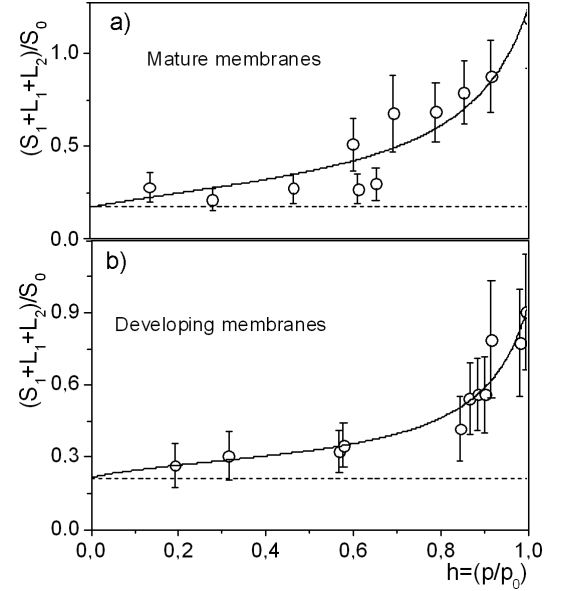 a)
Mature membranes
(S₁+L₁+L₂)/S₀
1.0
0.5
0.0
b)
Developing membranes
(S₁+L₁+L₂)/S₀
0.9
0.6
0.3
0.0
0,0 0,2 0,4 0,6 0,8 1,0
h=(p/p₀)